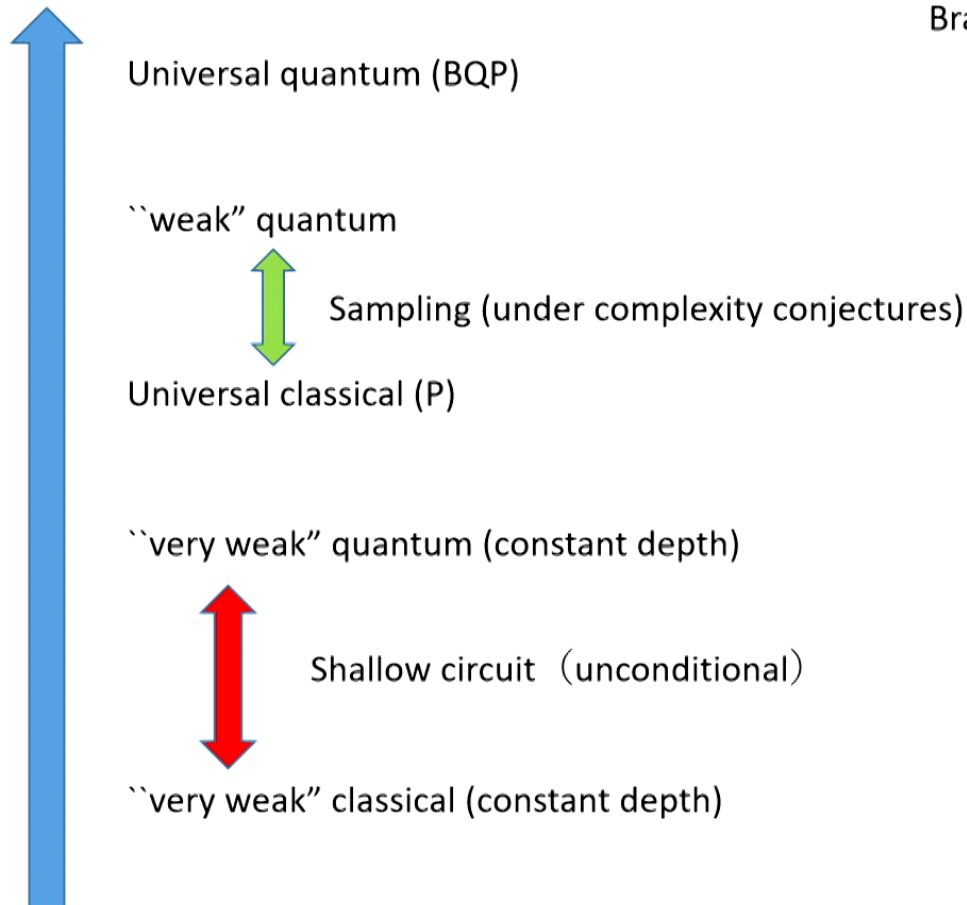 Bra
Universal quantum (BQP)
``weak” quantum
Sampling (under complexity conjectures)
Universal classical (P)
``very weak” quantum (constant depth)
Shallow circuit（unconditional）
``very weak” classical (constant depth)